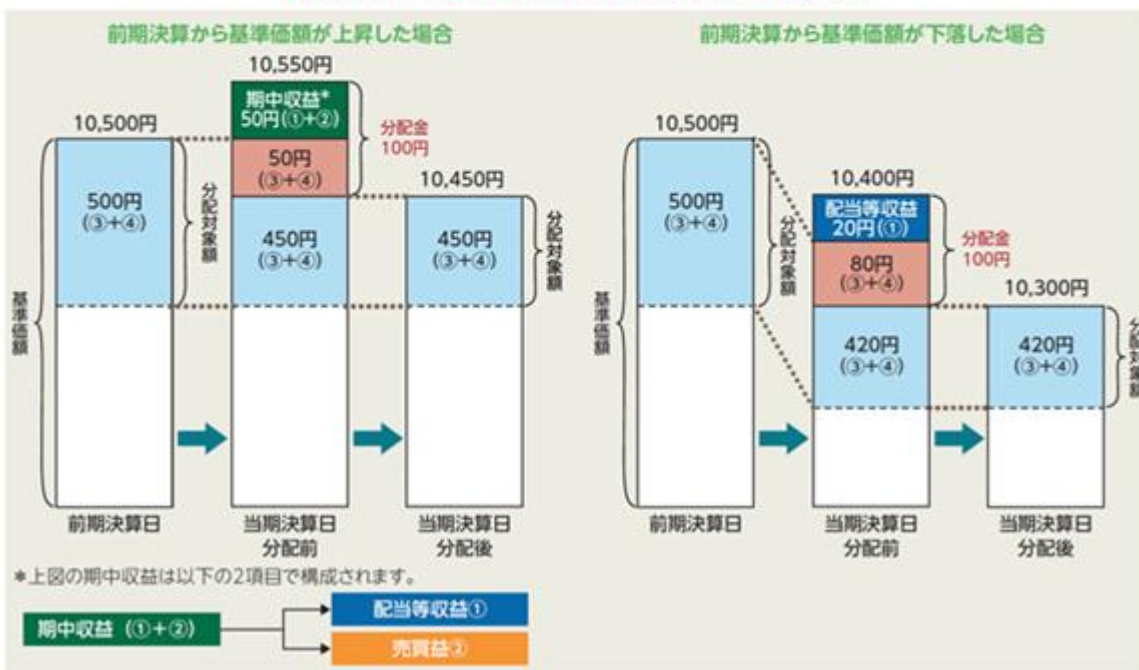 前期決算から基準価額が上昇した場合
10,500円
500円
(③+④)
分配対象額
基準価額
前期決算日
10,550円
期中収益*
50円(①+②)
50円
(③+④)
450円
(③+④)
分配金
100円
当期決算日
分配前
10,450円
450円
(③+④)
分配対象額
当期決算日
分配後
前期決算から基準価額が下落した場合
10,500円
500円
(③+④)
分配対象額
基準価額
前期決算日
10,400円
配当等収益
20円(①)
80円
(③+④)
420円
(③+④)
分配金
100円
当期決算日
分配前
10,300円
420円
(③+④)
分配対象額
当期決算日
分配後
*上図の期中収益は以下の2項目で構成されます。
期中収益 (①+②)
配当等収益①
売買益②